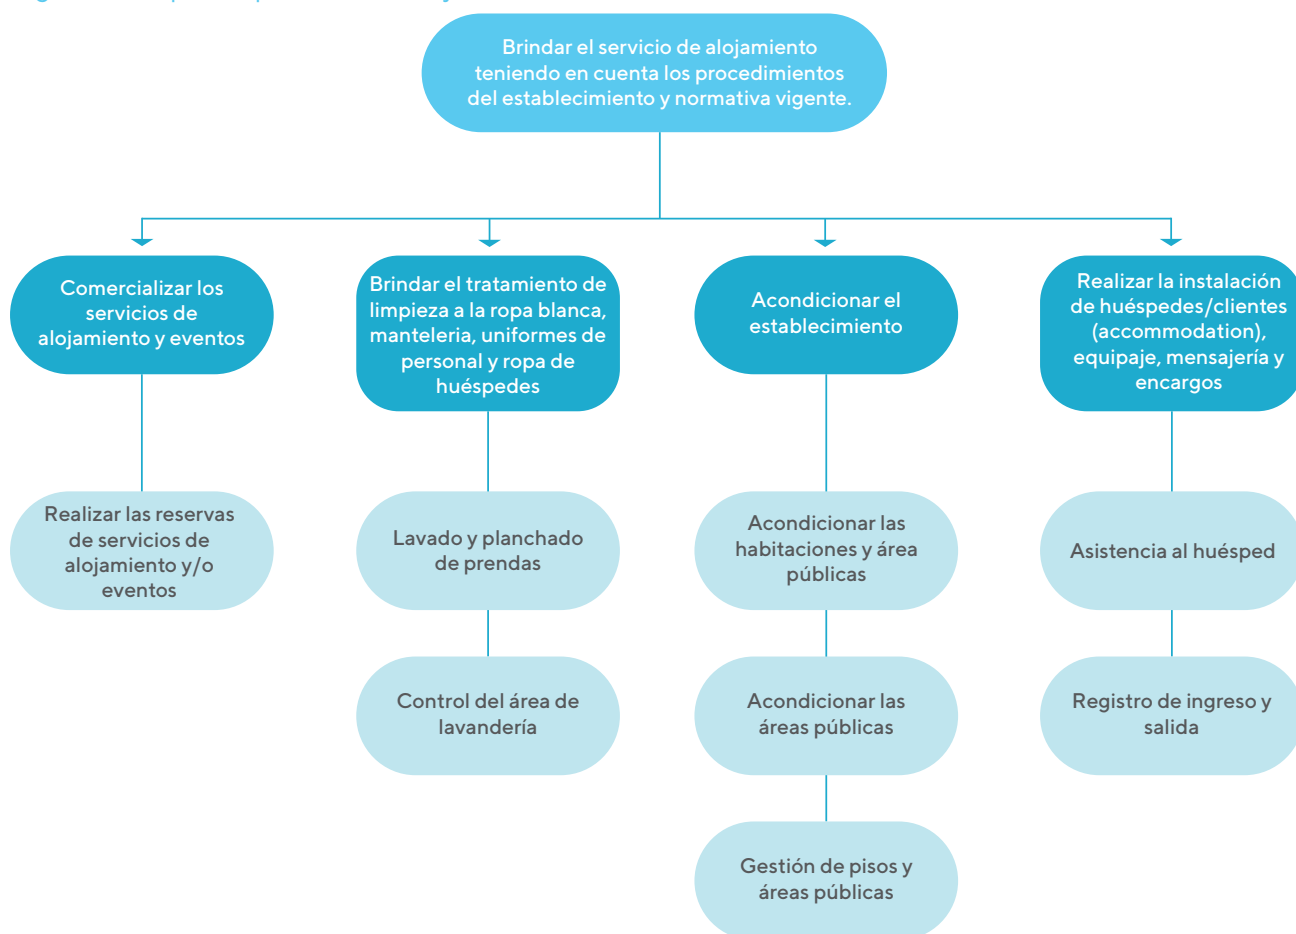 Brindar el servicio de alojamiento
teniendo en cuenta los procedimientos
del establecimiento y normativa vigente.
Comercializar los
servicios de
alojamiento y eventos
Brindar el tratamiento de
limpieza a la ropa blanca,
manteleria, uniformes de
personal y ropa de
huéspedes
Acondicionar el
establecimiento
Realizar la instalación
de huéspedes/clientes
(accommodation),
equipaje, mensajería y
encargos
Realizar las reservas
de servicios de
alojamiento y/o
eventos
Lavado y planchado
de prendas
Acondicionar las
habitaciones y área
públicas
Asistencia al huésped
Control del área de
lavandería
Acondicionar las
áreas públicas
Registro de ingreso y
salida
Gestión de pisos y
áreas públicas